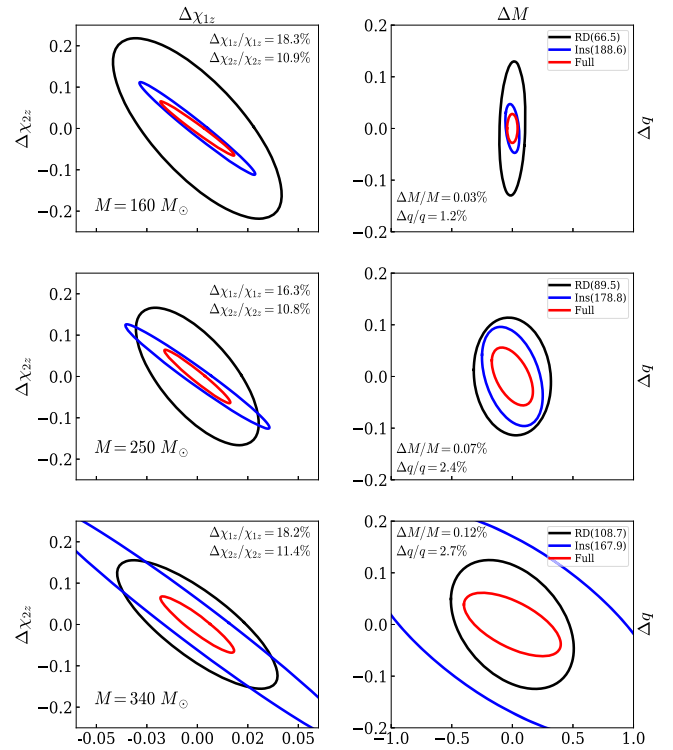 Δχ1z
ΔM
Δχ1z/χ1z = 18.3%
Δχ2z/χ2z = 10.9%
RD(66.5)
Ins(188.6)
Full
0.2
0.1
0.0
−0.1
−0.2
Δχ2z
M = 160 M⊙
0.2
0.1
0.0
−0.1
−0.2
ΔM/M = 0.03%
Δq/q = 1.2%
Δq
Δχ1z/χ1z = 16.3%
Δχ2z/χ2z = 10.8%
RD(89.5)
Ins(178.8)
Full
0.2
0.1
0.0
−0.1
−0.2
Δχ2z
M = 250 M⊙
0.2
0.1
0.0
−0.1
−0.2
ΔM/M = 0.07%
Δq/q = 2.4%
Δq
Δχ1z/χ1z = 18.2%
Δχ2z/χ2z = 11.4%
ΔM/M = 0.12%
Δq/q = 2.7%
RD(108.7)
Ins(167.9)
Full
0.2
0.1
0.0
−0.1
−0.2
Δχ2z
M = 340 M⊙
0.2
0.1
0.0
−0.1
−0.2
Δq
-0.05 -0.03 0.00 0.03 0.05
−1.0 −0.5 0.0 0.5 1.0